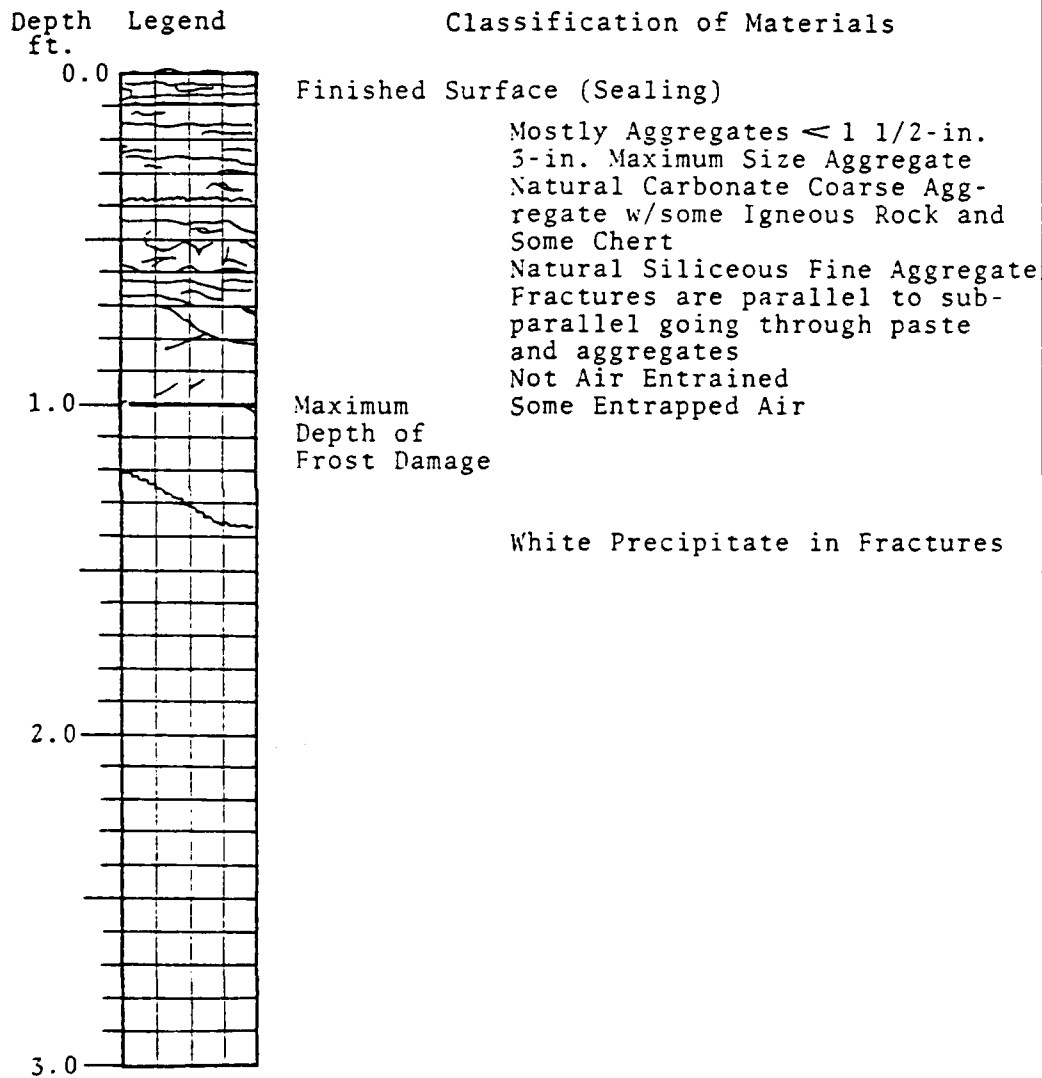 Depth Legend Classification of Materials
ft.
0.0
Finished Surface (Sealing)
Mostly Aggregates < 1 1/2-in.
3-in. Maximum Size Aggregate
Natural Carbonate Coarse Agg-
regate w/some Igneous Rock and
Some Chert
Natural Siliceous Fine Aggregate
Fractures are parallel to sub-
parallel going through paste
and aggregates
Not Air Entrained
1.0 Maximum Some Entrapped Air
Depth of
Frost Damage
White Precipitate in Fractures
2.0
3.0